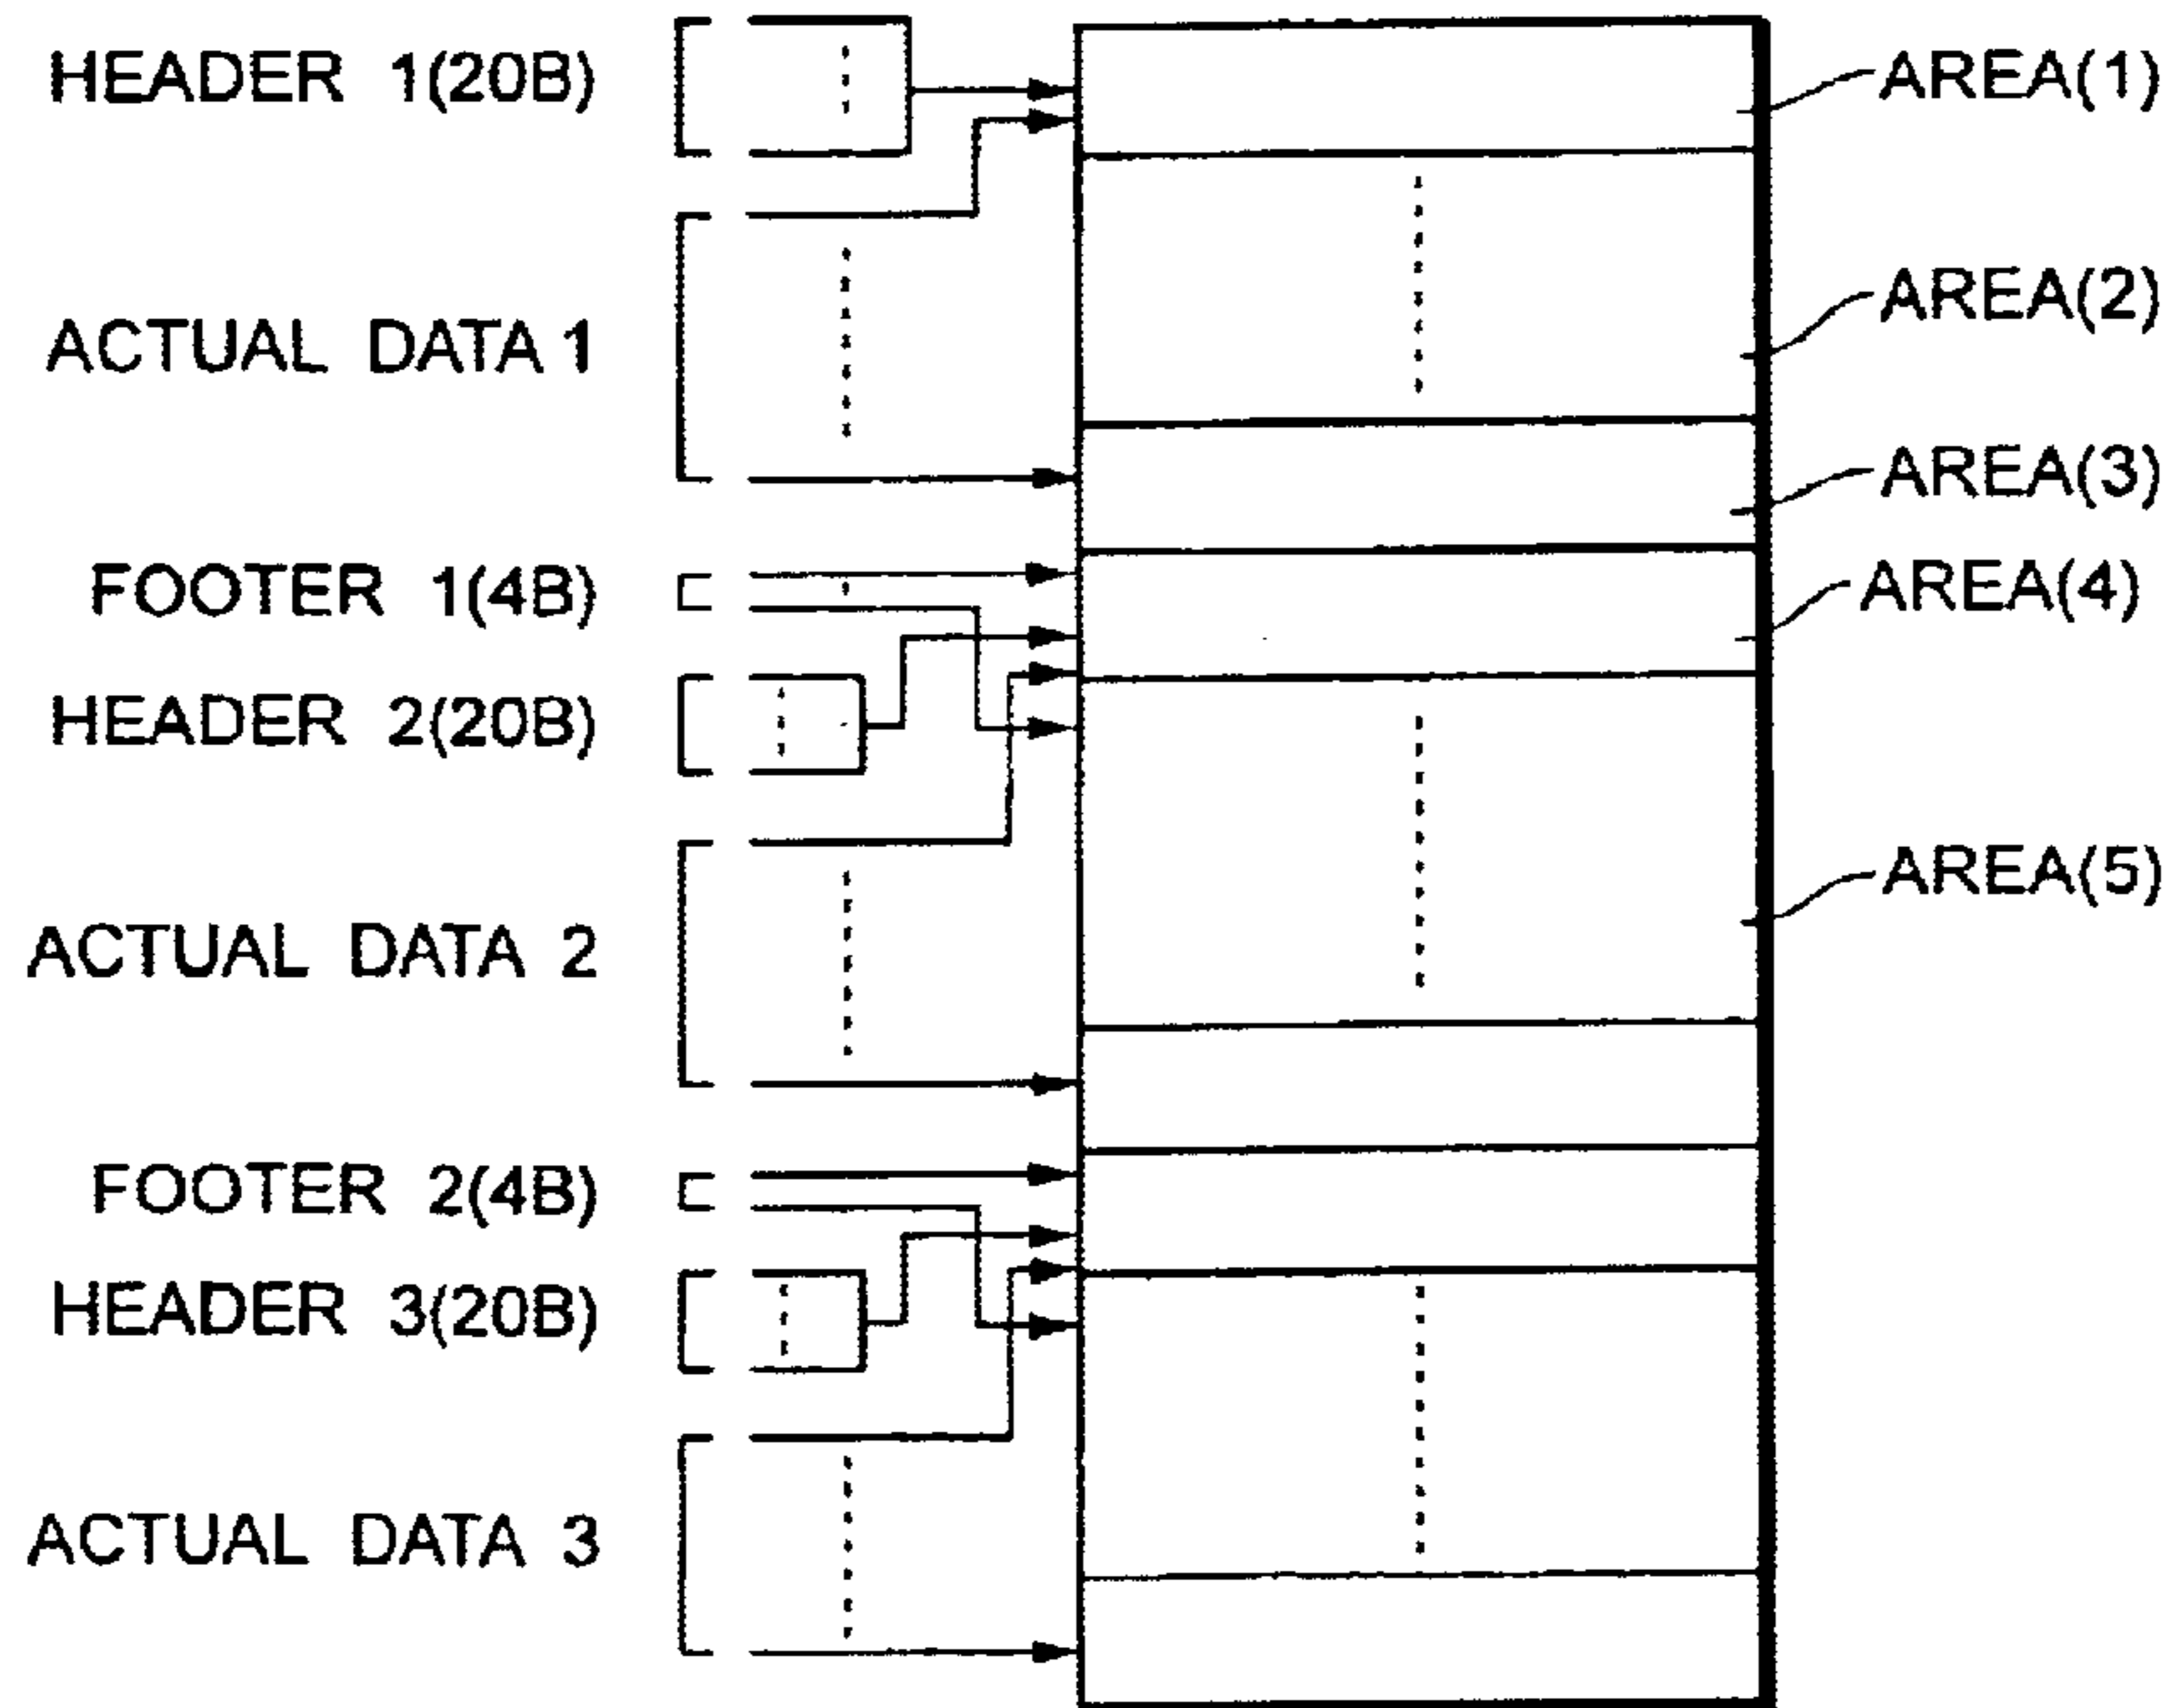 HEADER 1(20B)
AREA(1)
AREA(2)
ACTUAL DATA 1
AREA(3)
FOOTER 1(4B)
AREA(4)
HEADER 2(20B)
AREA(5)
ACTUAL DATA 2
FOOTER 2(4B)
HEADER 3(20B)
ACTUAL DATA 3